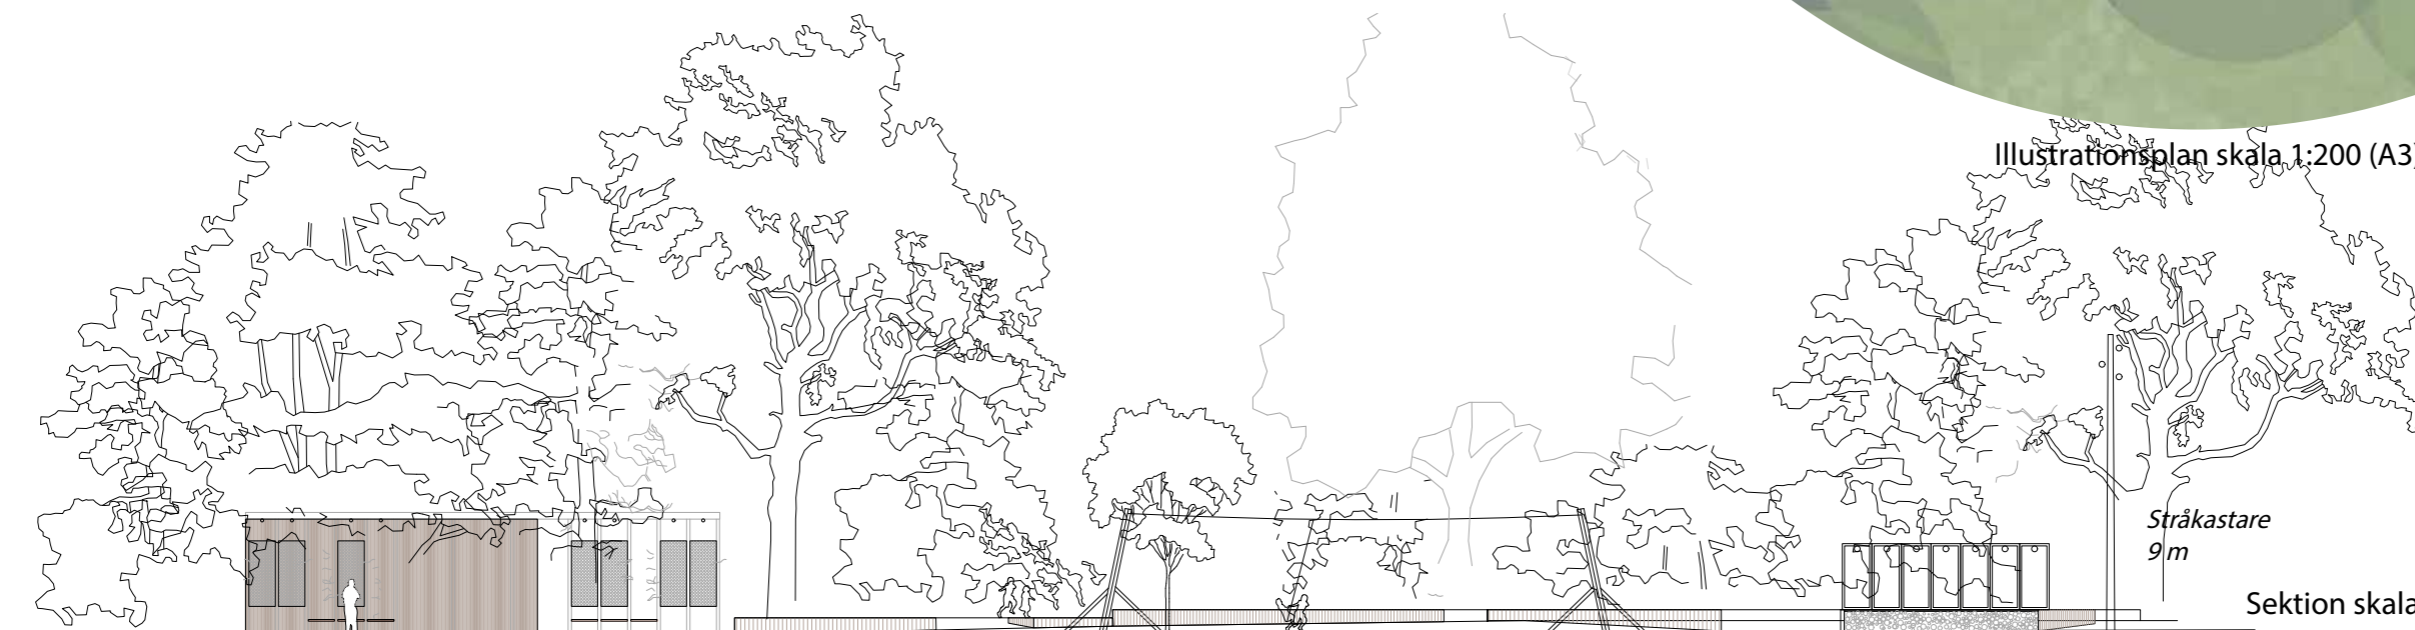 Illustrationsplan skala 1:200 (A3)
Stråkastare
9 m
Sektion skala